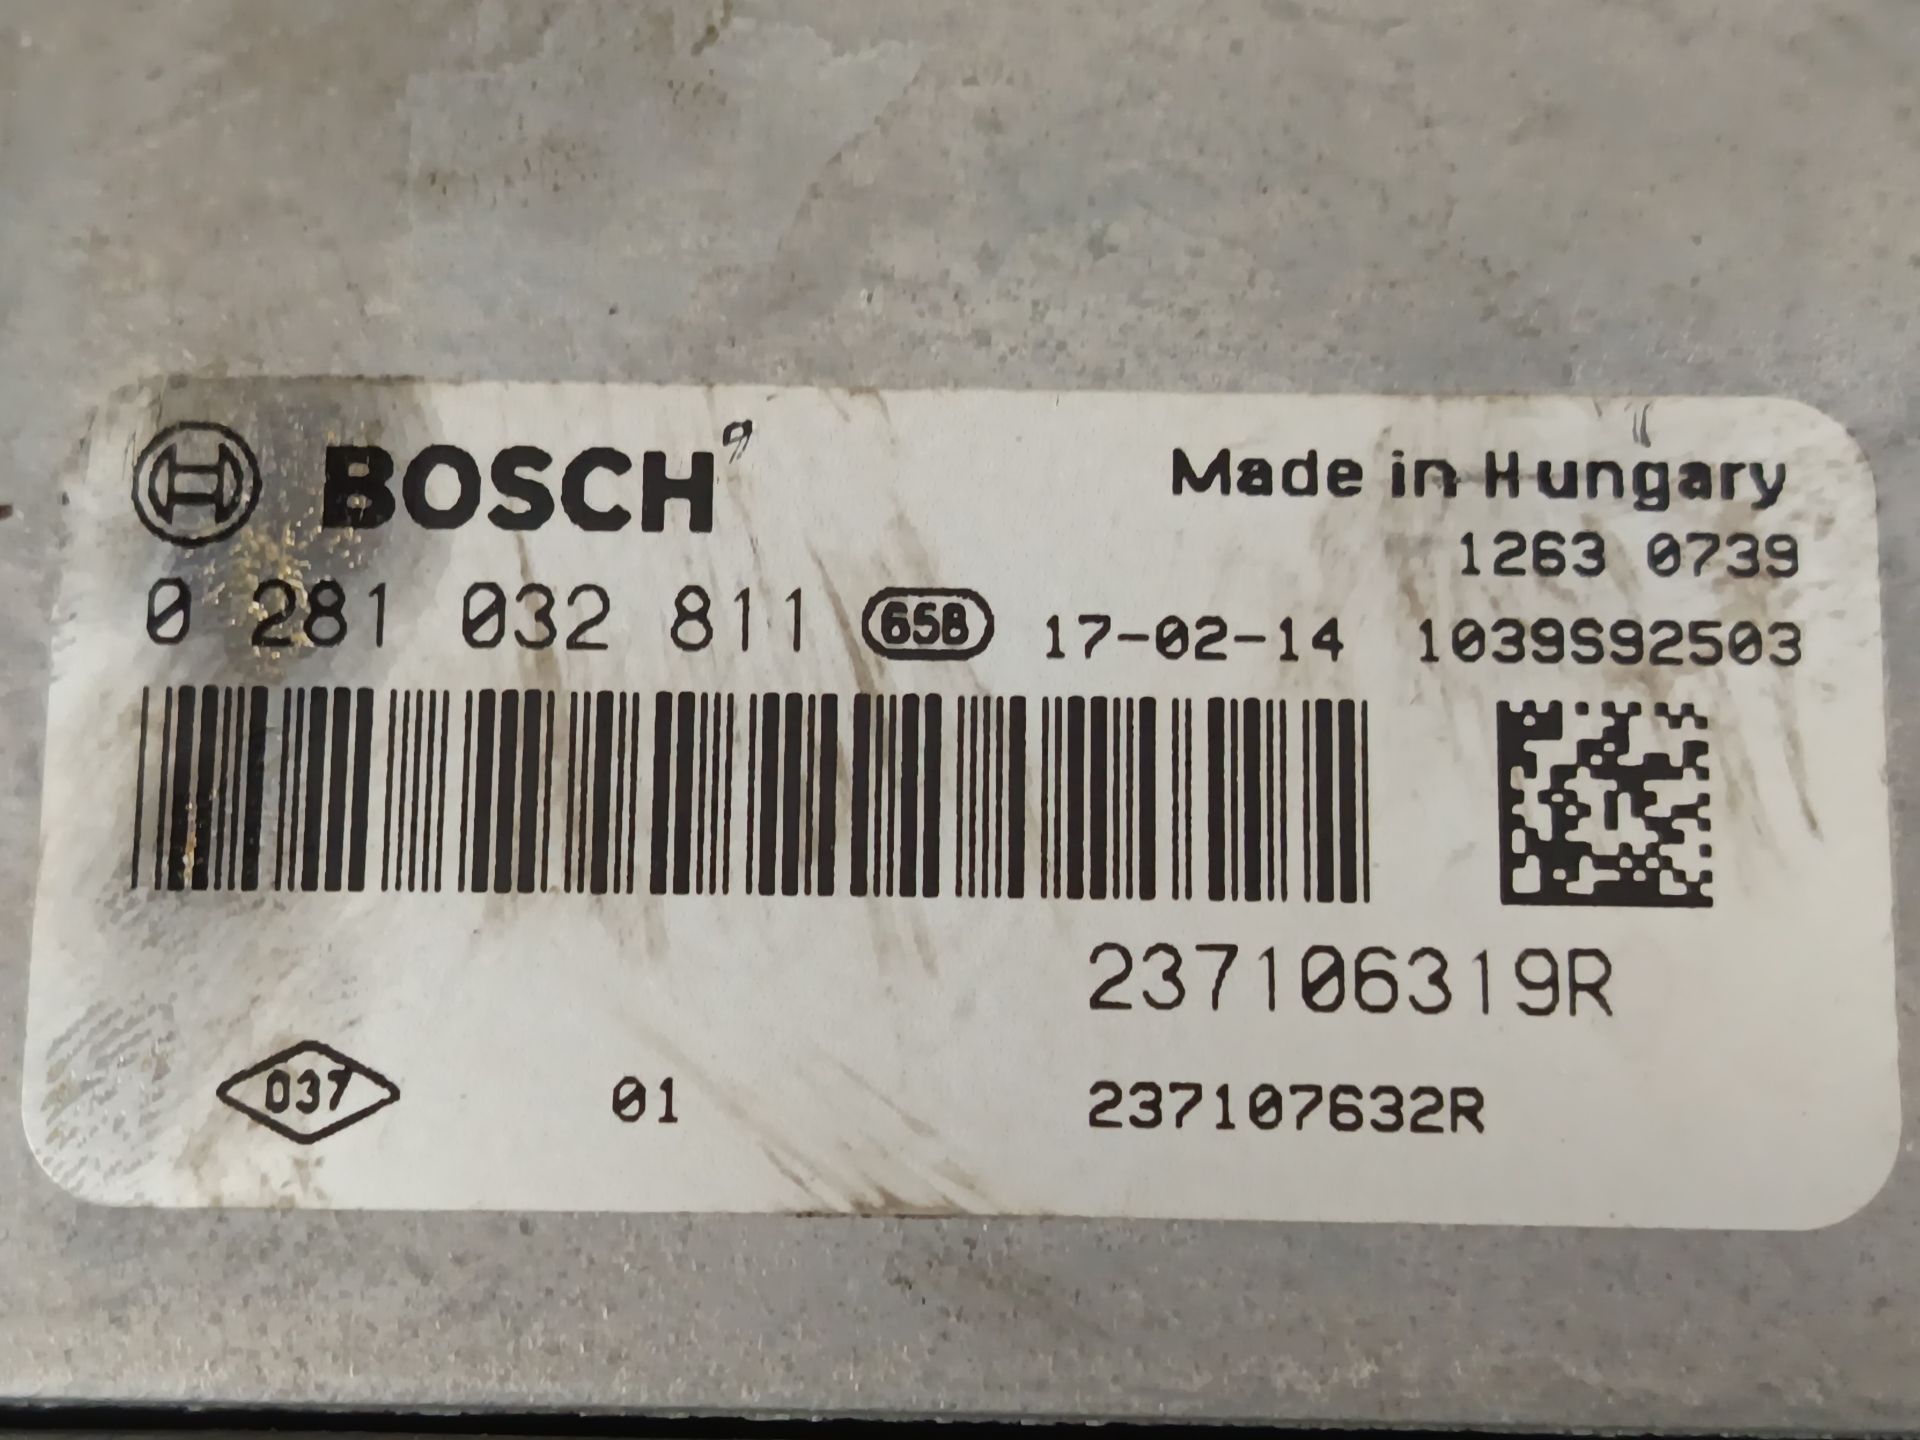 BOSCH
Made in Hungary
1263 0739
0 281 032 811 658 17-02-14 1039S92503
237106319R
037 01 237107632R